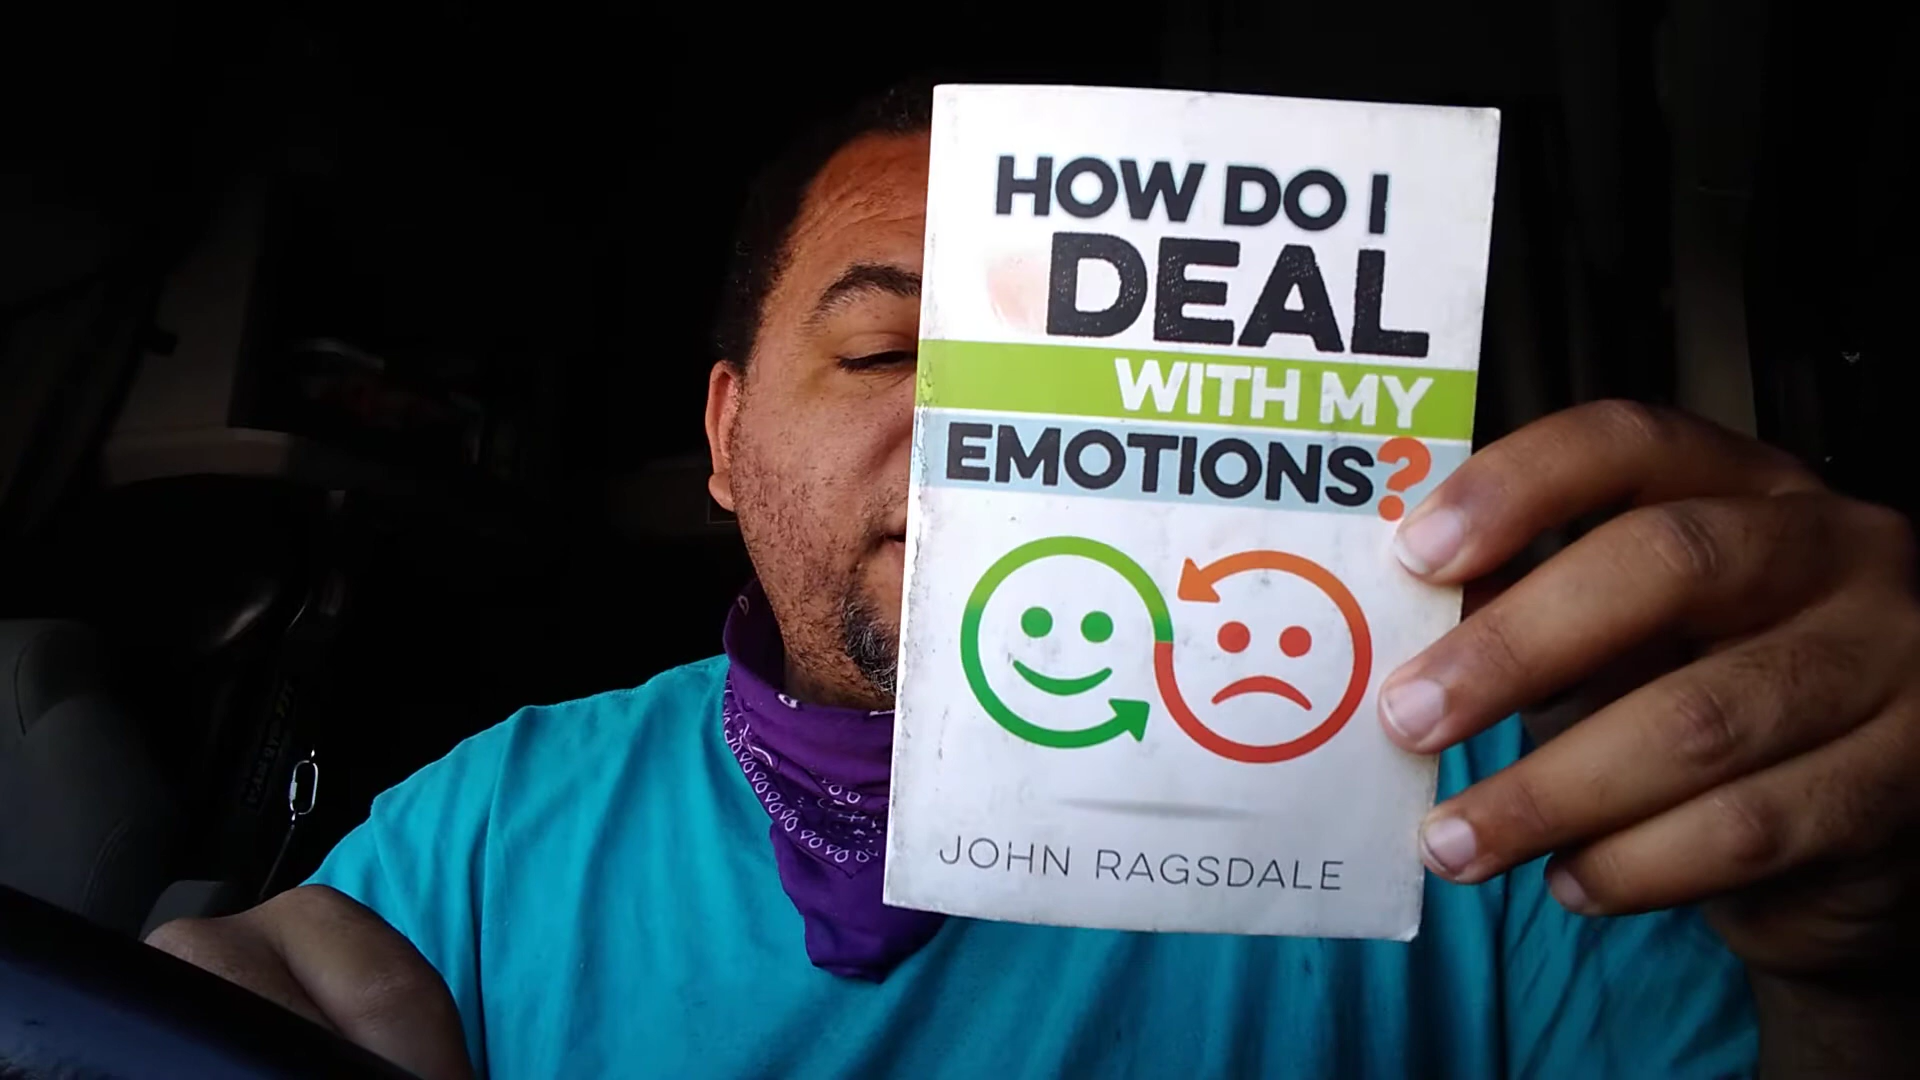 HOW DO I
DEAL
WITH MY
EMOTIONS?
JOHN RAGSDALE